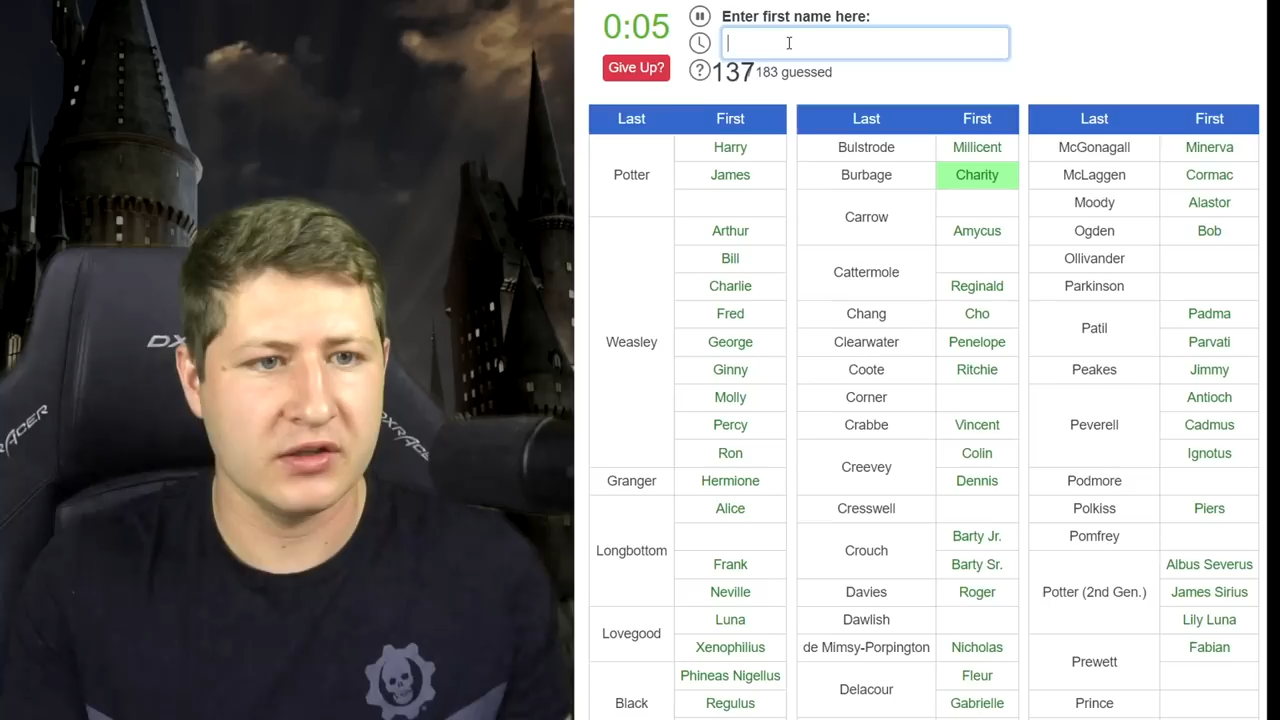 0:05
Give Up?
Enter first name here:
137 183 guessed
Last First
Potter
Harry
James
Weasley
Arthur
Bill
Charlie
Fred
George
Ginny
Molly
Percy
Ron
Granger Hermione
Longbottom
Alice
Frank
Neville
Lovegood
Luna
Xenophilius
Black
Phineas Nigellus
Regulus
Last First
Bulstrode Millicent
Burbage Charity
Carrow
Amycus
Cattermole
Reginald
Chang Cho
Clearwater Penelope
Coote Ritchie
Corner
Crabbe Vincent
Creevey
Colin
Dennis
Cresswell
Crouch
Barty Jr.
Barty Sr.
Davies Roger
Dawlish
de Mimsy-Porpington Nicholas
Delacour
Fleur
Gabrielle
Last First
McGonagall Minerva
McLaggen Cormac
Moody Alastor
Ogden Bob
Ollivander
Parkinson
Patil
Padma
Parvati
Peakes Jimmy
Peverell
Antioch
Cadmus
Ignotus
Podmore
Polkiss Piers
Pomfrey
Potter (2nd Gen.)
Albus Severus
James Sirius
Lily Luna
Prewett
Fabian
Prince
DX
RACER
DXRACER